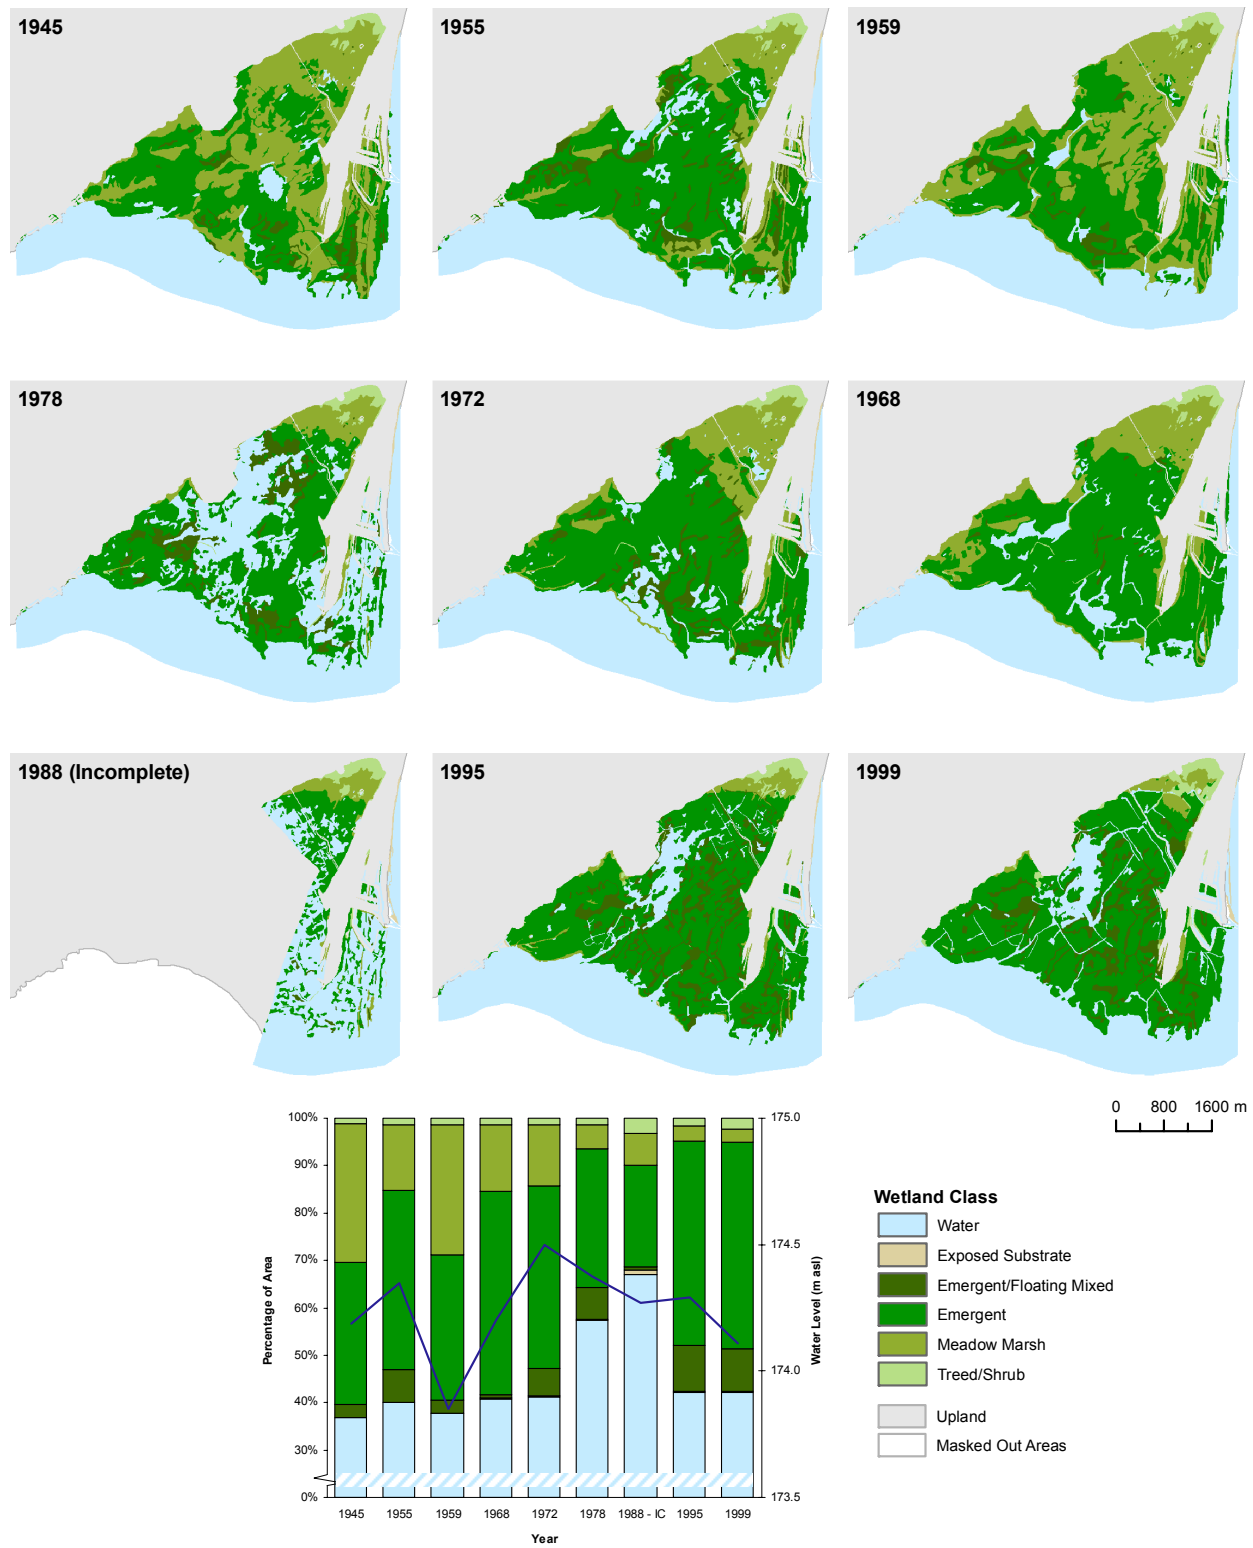 1945
1955
1959
1978
1972
1968
1988 (Incomplete)
1995
1999
0 800 1600 m
100%
90%
80%
70%
60%
50%
40%
30%
0%
Percentage of Area
175.0
174.5
174.0
173.5
Water Level (m asl)
1945 1955 1959 1968 1972 1978 1988 - IC 1995 1999
Year
Wetland Class
Water
Exposed Substrate
Emergent/Floating Mixed
Emergent
Meadow Marsh
Treed/Shrub
Upland
Masked Out Areas